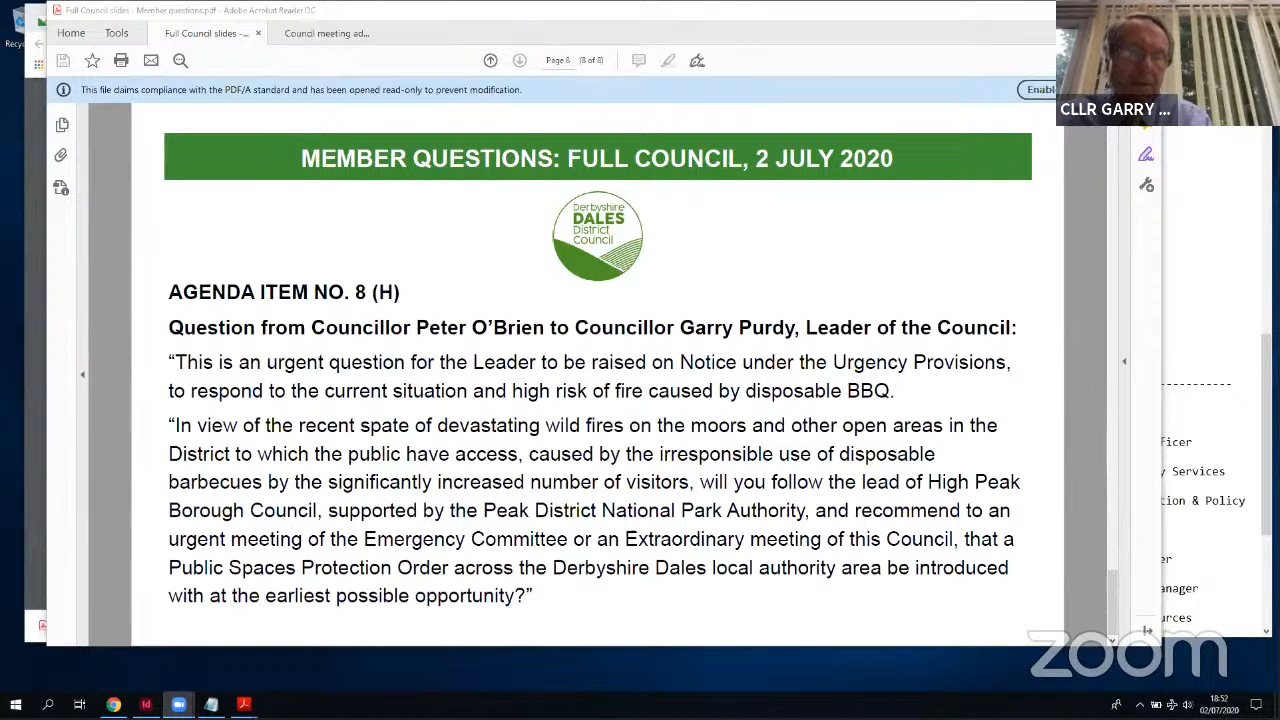 Full Council slides - Member questions.pdf - Adobe Acrobat Reader DC
Home Tools Full Council slides -... × Council meeting ad...
Page 8 (8 of 8)
This file claims compliance with the PDF/A standard and has been opened read-only to prevent modification.
Enable
CLLR GARRY ...
MEMBER QUESTIONS: FULL COUNCIL, 2 JULY 2020
Derbyshire
DALES
District
Council
AGENDA ITEM NO. 8 (H)
Question from Councillor Peter O’Brien to Councillor Garry Purdy, Leader of the Council:
“This is an urgent question for the Leader to be raised on Notice under the Urgency Provisions,
to respond to the current situation and high risk of fire caused by disposable BBQ.
“In view of the recent spate of devastating wild fires on the moors and other open areas in the
District to which the public have access, caused by the irresponsible use of disposable
barbecues by the significantly increased number of visitors, will you follow the lead of High Peak
Borough Council, supported by the Peak District National Park Authority, and recommend to an
urgent meeting of the Emergency Committee or an Extraordinary meeting of this Council, that a
Public Spaces Protection Order across the Derbyshire Dales local authority area be introduced
with at the earliest possible opportunity?”
------------
ficer
y Services
tion & Policy
er
anager
urces
zoom
18:52
02/07/2020